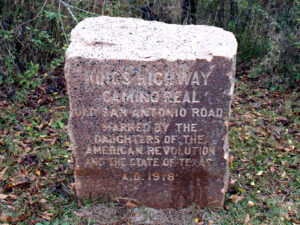 KINGS HIGHWAY
CAMINO REAL
OLD SAN ANTONIO ROAD
MARKED BY THE
DAUGHTERS OF THE
AMERICAN REVOLUTION
AND THE STATE OF TEXAS
A.D. 1918